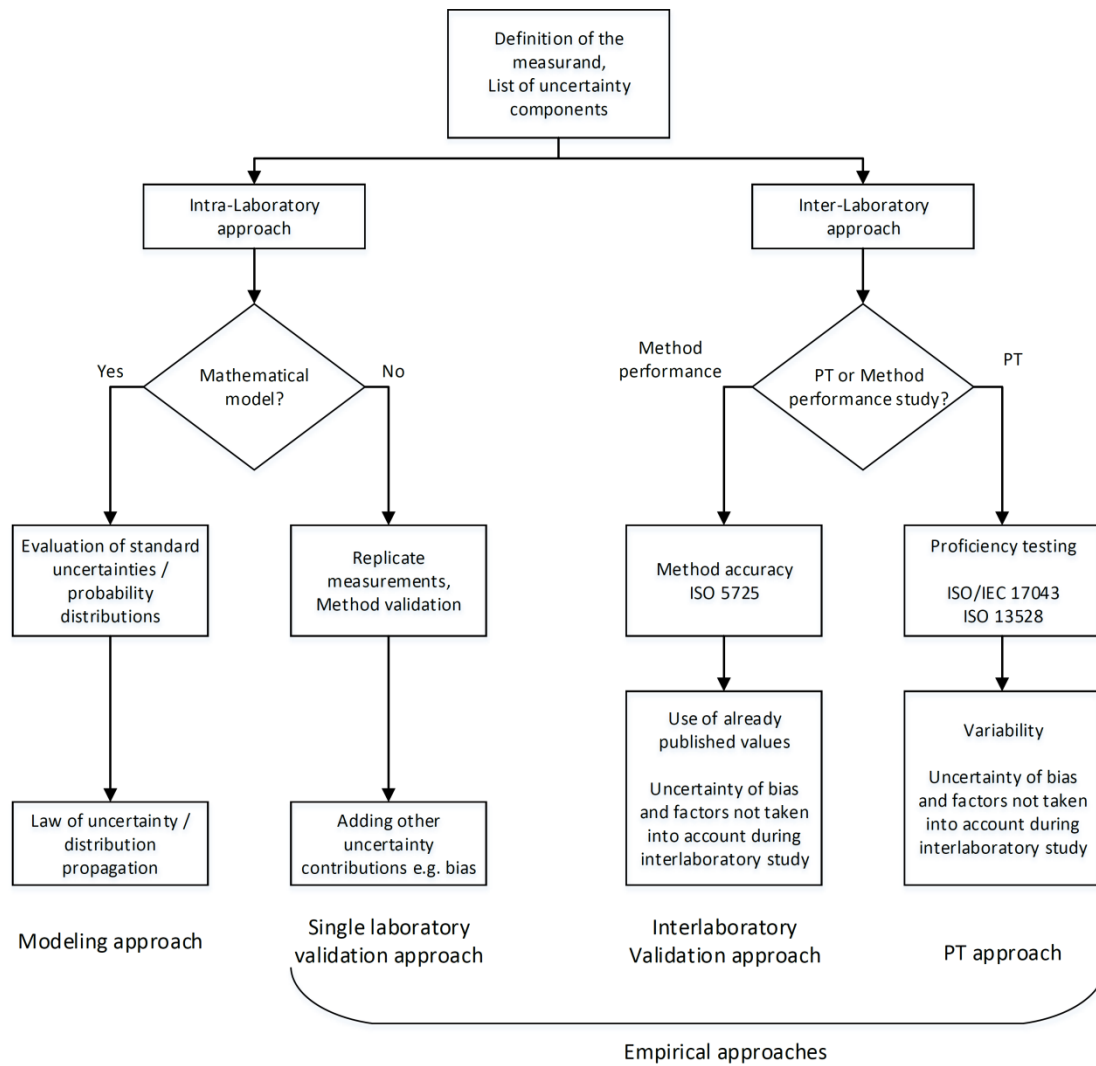 Definition of the
measurand,
List of uncertainty
components
Intra-Laboratory
approach
Inter-Laboratory
approach
Yes
Mathematical
model?
No
Method
performance
PT or Method
performance study?
PT
Evaluation of standard
uncertainties /
probability
distributions
Replicate
measurements,
Method validation
Method accuracy
ISO 5725
Proficiency testing
ISO/IEC 17043
ISO 13528
Law of uncertainty /
distribution
propagation
Adding other
uncertainty
contributions e.g. bias
Use of already
published values
Uncertainty of bias
and factors not taken
into account during
interlaboratory study
Variability
Uncertainty of bias
and factors not taken
into account during
interlaboratory study
Modeling approach
Single laboratory
validation approach
Interlaboratory
Validation approach
PT approach
Empirical approaches